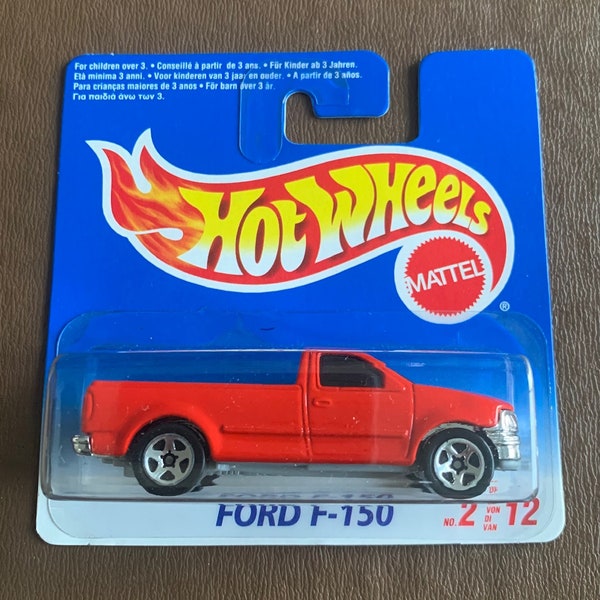 For children over 3. • Conseillé à partir de 3 ans. • Für Kinder ab 3 Jahren.
Età minima 3 anni. • Voor kinderen van 3 jaar en ouder. • A partir de 3 años.
Para crianças maiores de 3 anos • För barn över 3 år.
Για παιδιά άνω των 3.
HOT WHEELS
MATTEL
®
FORD F-150
NO. 2 OF VON DI VAN 12